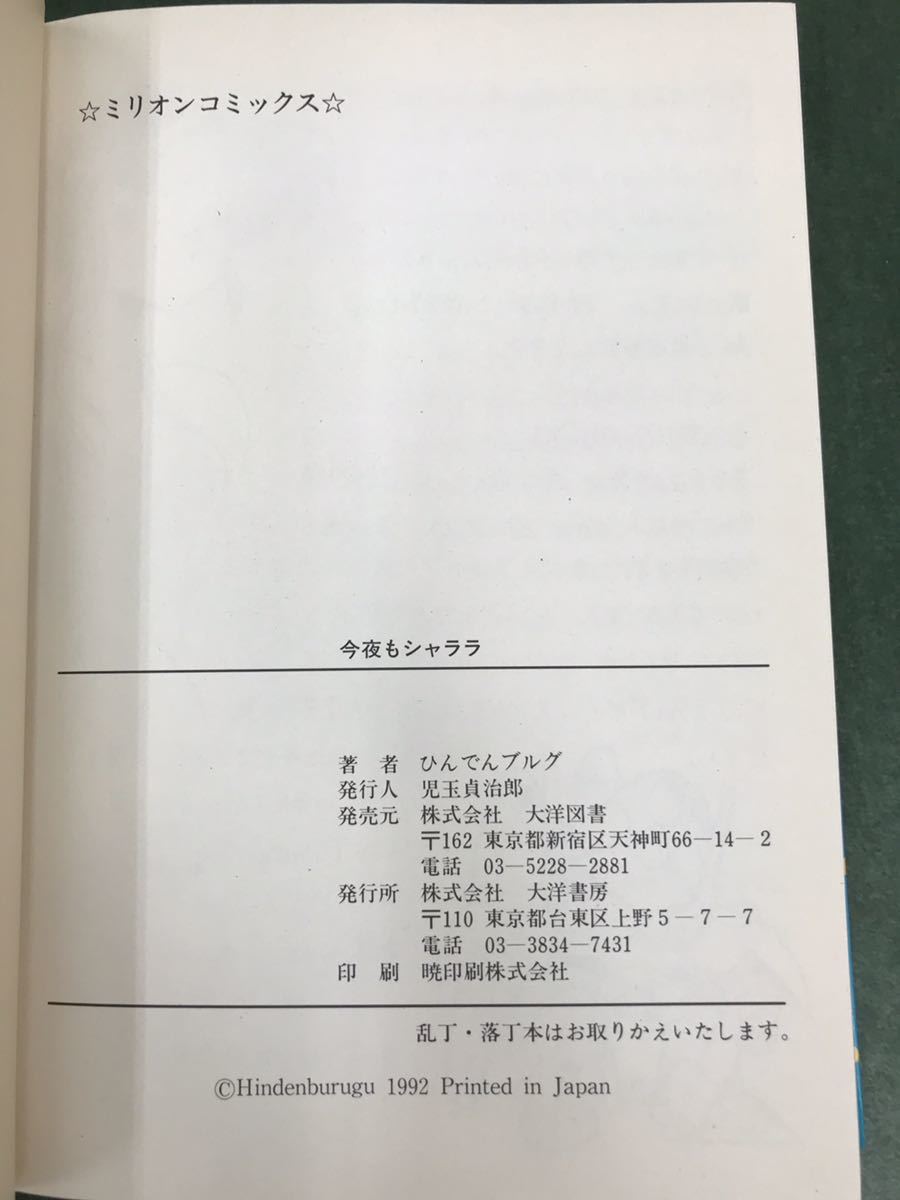 ☆ミリオンコミックス☆
今夜もシャララ
著者 ひんでんブルグ
発行人 児玉貞治郎
発売元 株式会社 大洋図書
〒162 東京都新宿区天神町66―14―2
電話 03―5228―2881
発行所 株式会社 大洋書房
〒110 東京都台東区上野5－7－7
電話 03―3834―7431
印刷 暁印刷株式会社
乱丁・落丁本はお取りかえいたします。
©Hindenburugu 1992 Printed in Japan